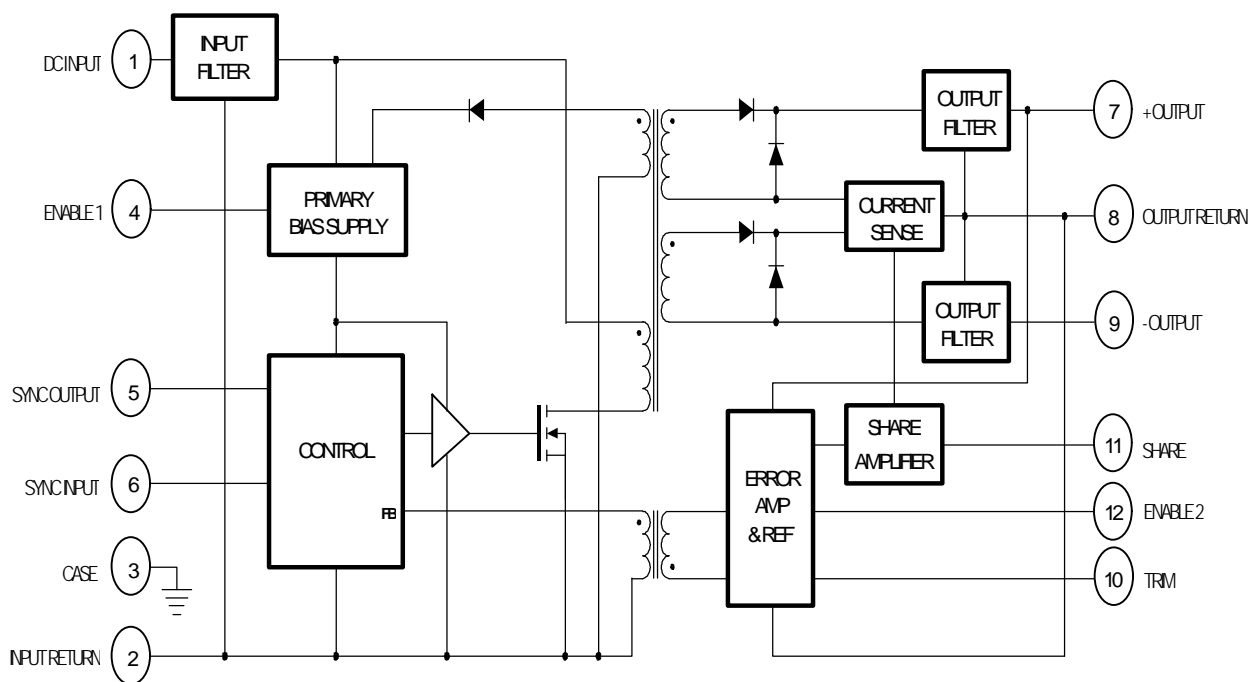 DC INPUT
1
INPUT
FILTER
ENABLE 1
4
PRIMARY
BIAS SUPPLY
SYNC OUTPUT
5
SYNC INPUT
6
CONTROL
FB
CASE
3
INPUT RETURN
2
OUTPUT
FILTER
7
+ OUTPUT
CURRENT
SENSE
8
OUTPUT RETURN
OUTPUT
FILTER
9
- OUTPUT
ERROR
AMP
& REF
SHARE
AMPLIFIER
11
SHARE
12
ENABLE 2
10
TRIM